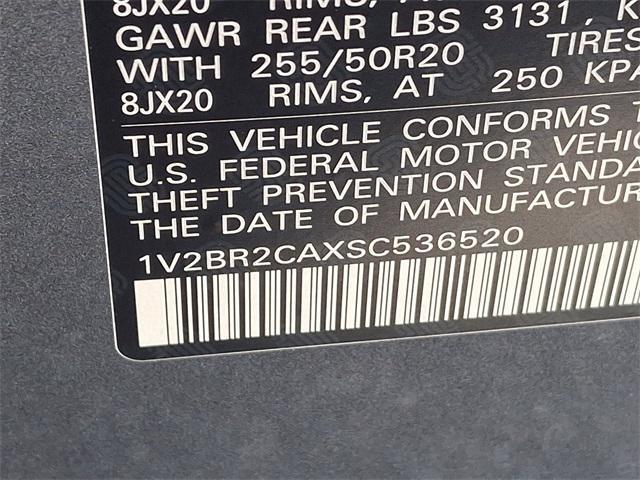 8JX20 RIMS,
GAWR REAR LBS 3131, K
WITH 255/50R20 TIRES
8JX20 RIMS, AT 250 KPA
THIS VEHICLE CONFORMS T
U.S. FEDERAL MOTOR VEHIC
THEFT PREVENTION STANDA
THE DATE OF MANUFACTUR
1V2BR2CAXSC536520